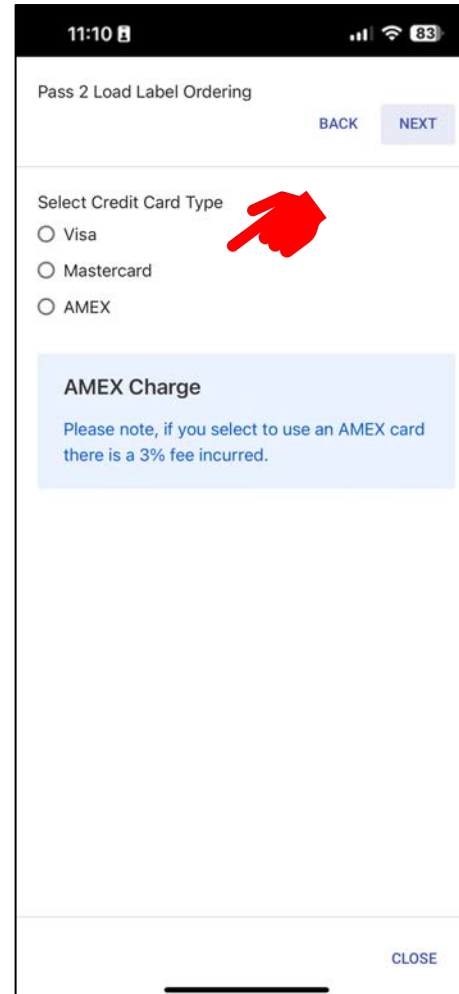 11:10
83
Pass 2 Load Label Ordering
BACK NEXT
Select Credit Card Type
Visa
Mastercard
AMEX
AMEX Charge
Please note, if you select to use an AMEX card
there is a 3% fee incurred.
CLOSE